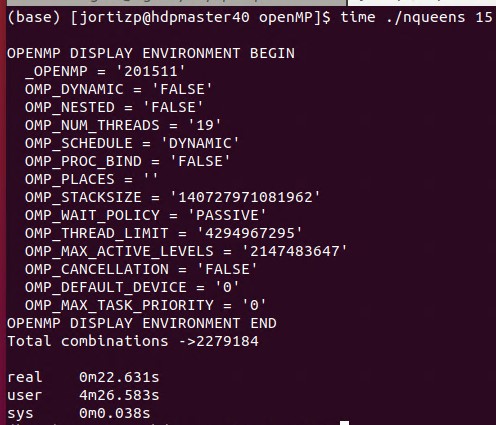 (base) [jortizp@hdpmaster40 openMP]$ time ./nqueens 15
OPENMP DISPLAY ENVIRONMENT BEGIN
_OPENMP = '201511'
OMP_DYNAMIC = 'FALSE'
OMP_NESTED = 'FALSE'
OMP_NUM_THREADS = '19'
OMP_SCHEDULE = 'DYNAMIC'
OMP_PROC_BIND = 'FALSE'
OMP_PLACES = ''
OMP_STACKSIZE = '140727971081962'
OMP_WAIT_POLICY = 'PASSIVE'
OMP_THREAD_LIMIT = '4294967295'
OMP_MAX_ACTIVE_LEVELS = '2147483647'
OMP_CANCELLATION = 'FALSE'
OMP_DEFAULT_DEVICE = '0'
OMP_MAX_TASK_PRIORITY = '0'
OPENMP DISPLAY ENVIRONMENT END
Total combinations ->2279184
real 0m22.631s
user 4m26.583s
sys 0m0.038s